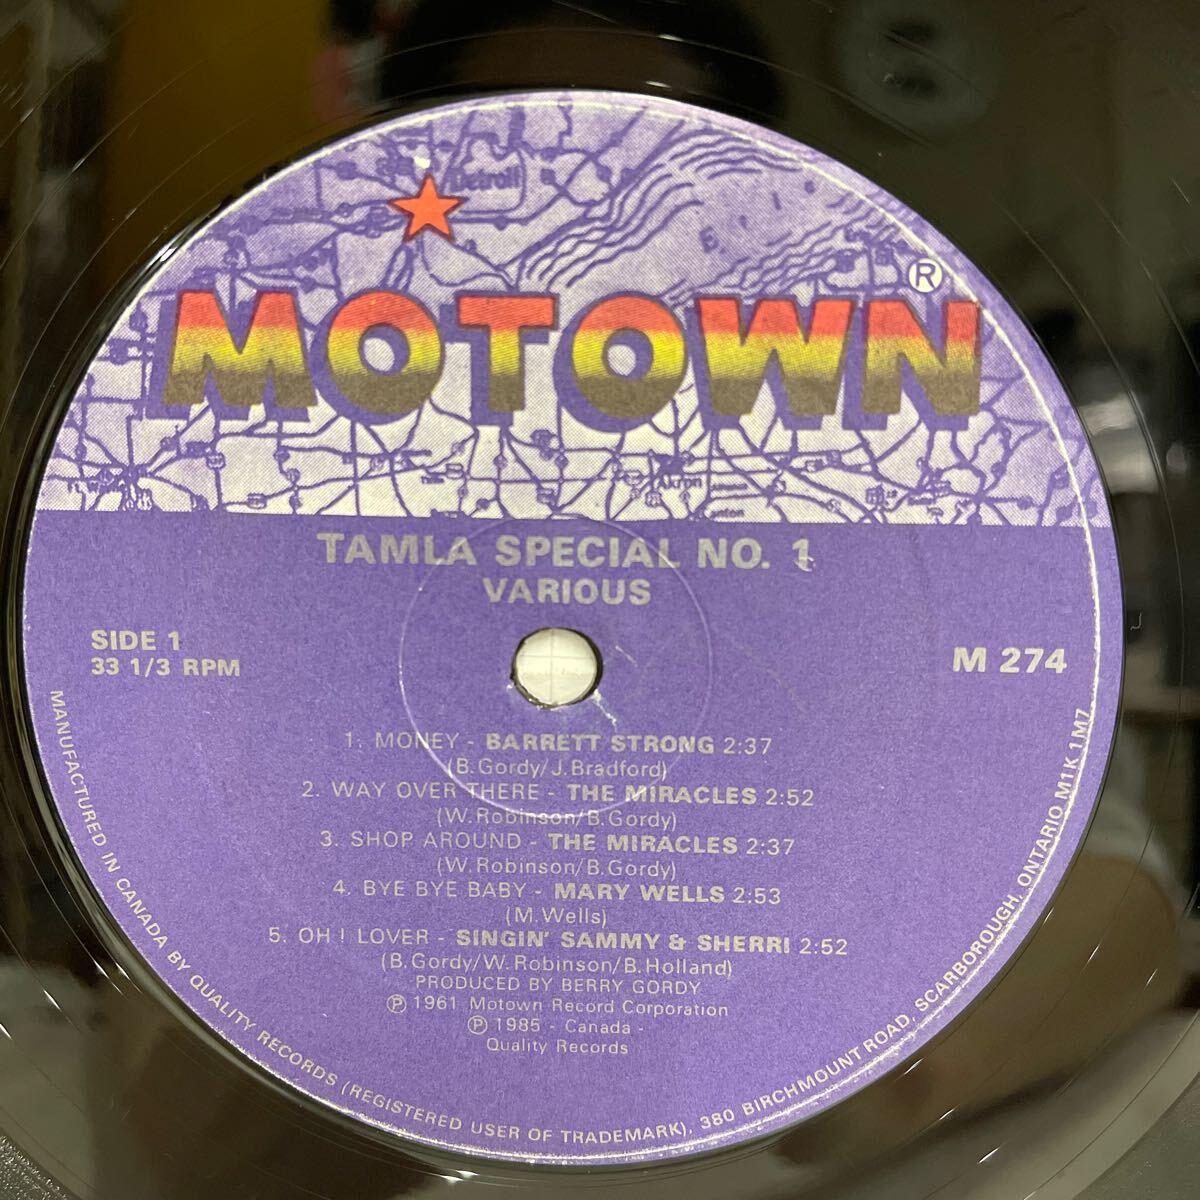 Detroit
E
MOTOWN®
Akron
TAMLA SPECIAL NO. 1
VARIOUS
SIDE 1
33 1/3 RPM
M 274
1. MONEY - BARRETT STRONG 2:37
(B. Gordy/J. Bradford)
2. WAY OVER THERE - THE MIRACLES 2:52
(W. Robinson/B. Gordy)
3. SHOP AROUND - THE MIRACLES 2:37
(W. Robinson/B. Gordy)
4. BYE BYE BABY - MARY WELLS 2:53
(M. Wells)
5. OH! LOVER - SINGIN' SAMMY & SHERRI 2:52
(B. Gordy/W. Robinson/B. Holland)
PRODUCED BY BERRY GORDY
℗ 1961 Motown Record Corporation
℗ 1985 - Canada -
Quality Records
MANUFACTURED IN CANADA BY QUALITY RECORDS (REGISTERED USER OF TRADEMARK), 380 BIRCHMOUNT ROAD, SCARBOROUGH, ONTARIO M1K 1M7